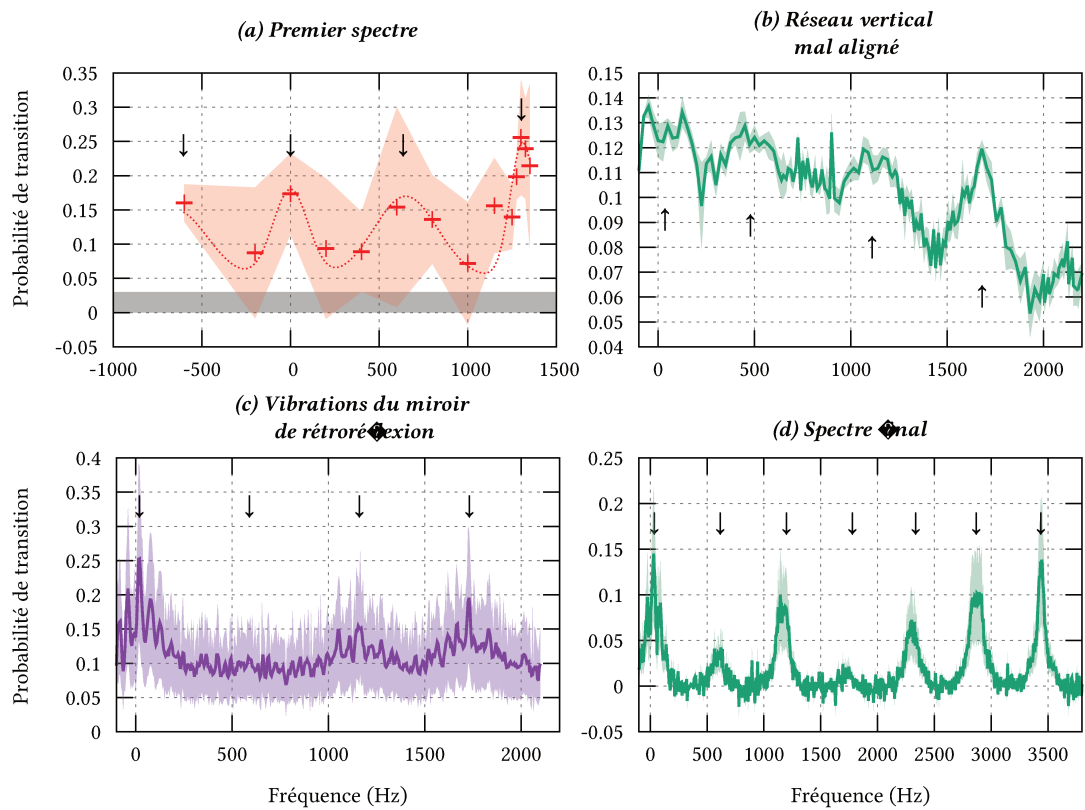 (a) Premier spectre
Probabilité de transition
0.35
0.3
0.25
0.2
0.15
0.1
0.05
0
-0.05
-1000 -500 0 500 1000 1500
(b) Réseau vertical
mal aligné
0.15
0.14
0.13
0.12
0.11
0.1
0.09
0.08
0.07
0.06
0.05
0.04
0 500 1000 1500 2000
(c) Vibrations du miroir
de rétroré�exion
Probabilité de transition
0.4
0.35
0.3
0.25
0.2
0.15
0.1
0.05
0
0 500 1000 1500 2000
Fréquence (Hz)
(d) Spectre �nal
0.25
0.2
0.15
0.1
0.05
0
-0.05
0 500 1000 1500 2000 2500 3000 3500
Fréquence (Hz)